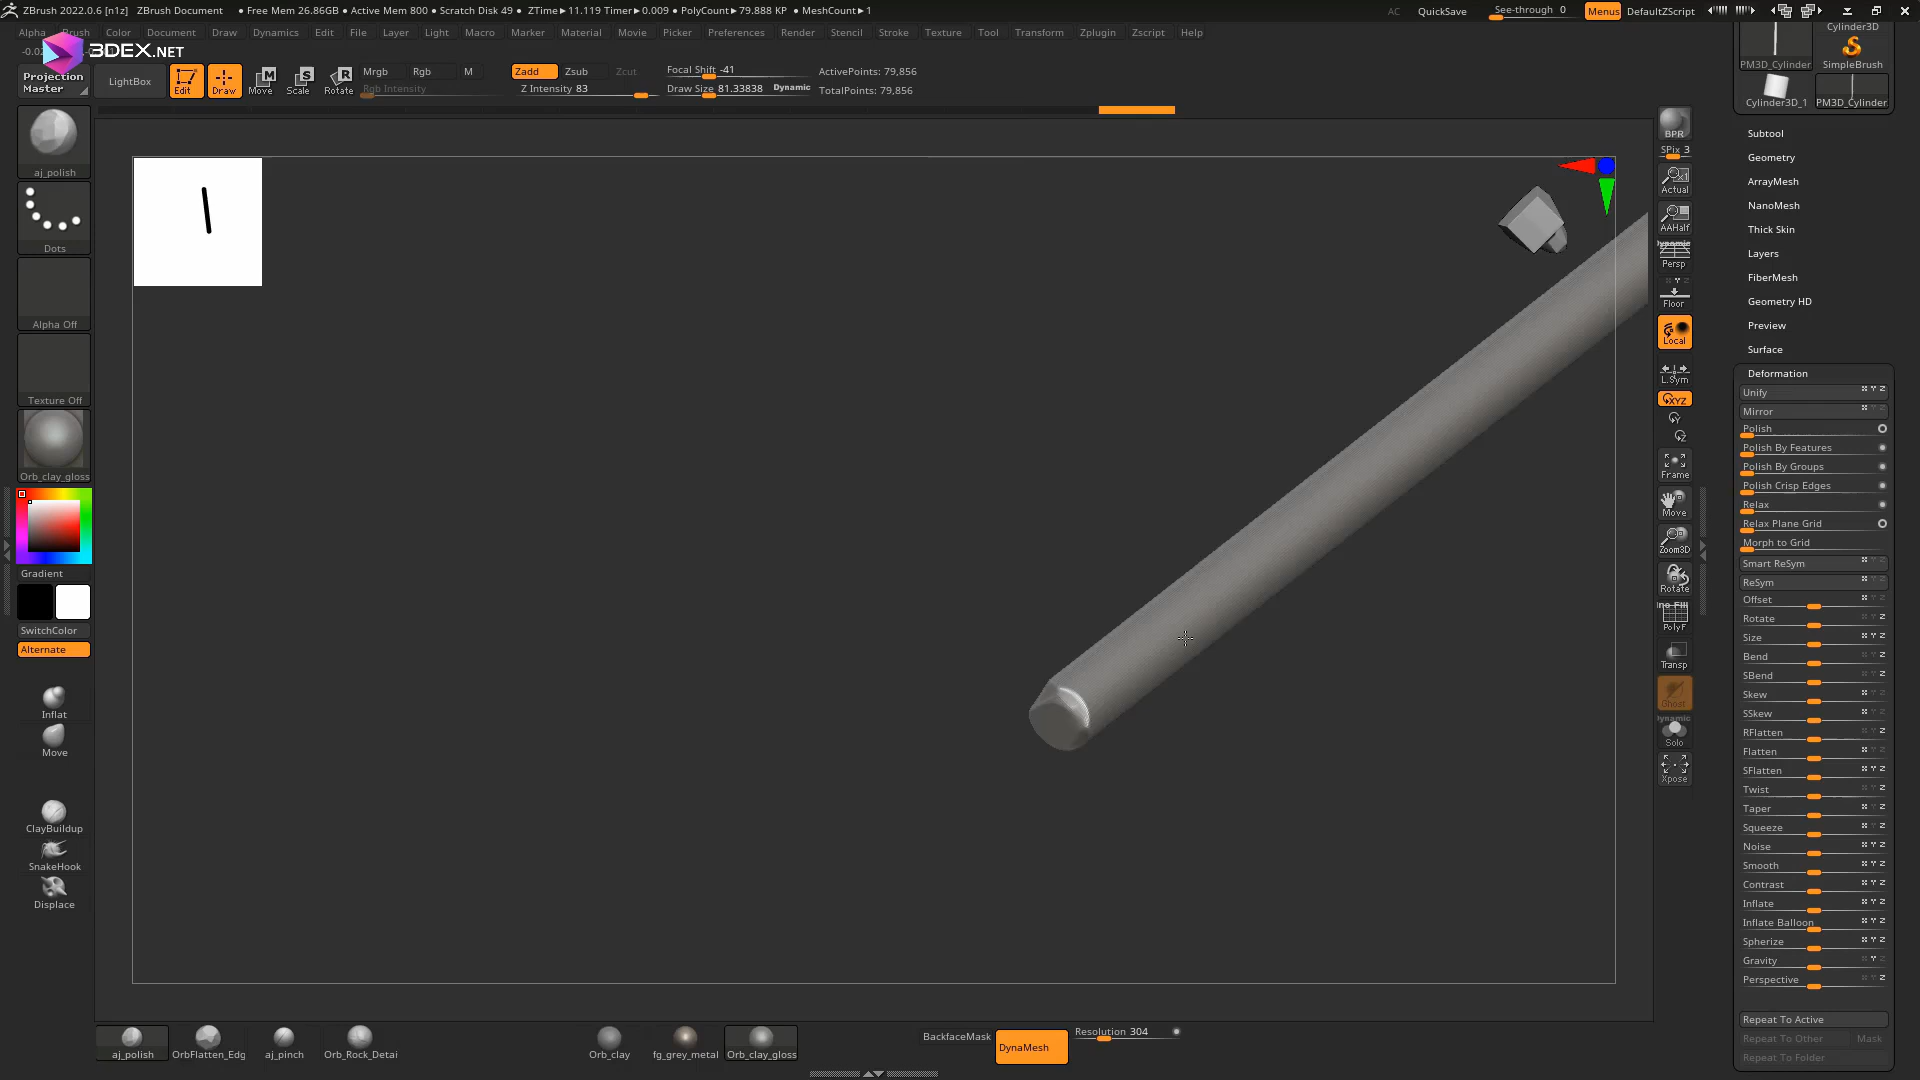 ZBrush 2022.0.6 [n1z] ZBrush Document • Free Mem 26.86GB • Active Mem 800 • Scratch Disk 49 • ZTime►11.119 Timer►0.009 • PolyCount►79.888 KP • MeshCount►1 AC QuickSave See-through 0 Menus DefaultZScript
Alpha Brush Color Document Draw Dynamics Edit File Layer Light Macro Marker Material Movie Picker Preferences Render Stencil Stroke Texture Tool Transform Zplugin Zscript Help
3DEX.NET
Projection
Master
LightBox
Edit
Draw
Move
Scale
Rotate
Mrgb Rgb M
Rgb Intensity
Zadd Zsub Zcut
Z Intensity 83
Focal Shift -41
Draw Size 81.33838 Dynamic
ActivePoints: 79,856
TotalPoints: 79,856
aj_polish
Dots
Alpha Off
Texture Off
Orb_clay_gloss
Gradient
SwitchColor
Alternate
Inflat
Move
ClayBuildup
SnakeHook
Displace
BPR
SPix 3
Actual
AAHalf
Dynamic
Persp
Floor
Local
L.Sym
XYZ
Frame
Move
Zoom3D
Rotate
PolyF
Transp
Ghost
Dynamic
Solo
Xpose
Cylinder3D
PM3D_Cylinder
SimpleBrush
Cylinder3D_1
PM3D_Cylinder
Subtool
Geometry
ArrayMesh
NanoMesh
Thick Skin
Layers
FiberMesh
Geometry HD
Preview
Surface
Deformation
Unify
Mirror
Polish
Polish By Features
Polish By Groups
Polish Crisp Edges
Relax
Relax Plane Grid
Morph to Grid
Smart ReSym
ReSym
Offset
Rotate
Size
Bend
SBend
Skew
SSkew
RFlatten
Flatten
SFlatten
Twist
Taper
Squeeze
Noise
Smooth
Contrast
Inflate
Inflate Balloon
Spherize
Gravity
Perspective
Repeat To Active
Repeat To Other Mask
Repeat To Folder
aj_polish
OrbFlatten_Edg
aj_pinch
Orb_Rock_Detai
Orb_clay
fg_grey_metal
Orb_clay_gloss
BackfaceMask
DynaMesh
Resolution 304